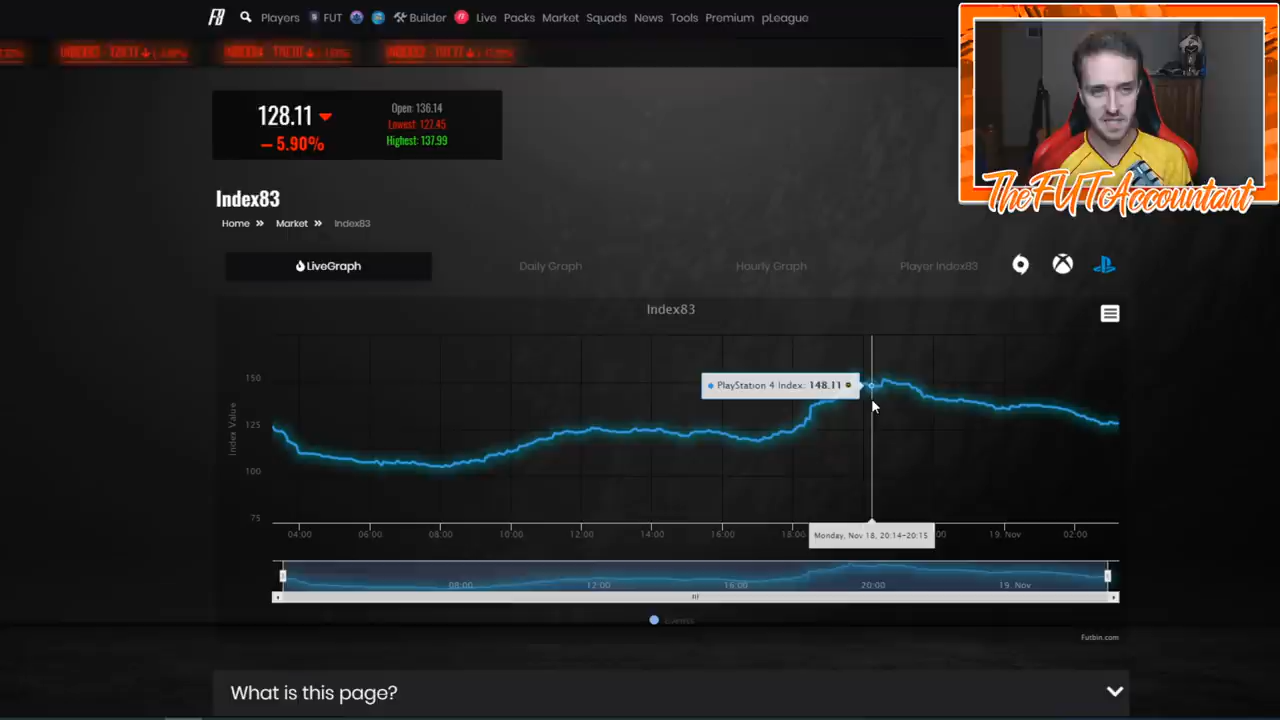 FB Players FUT Builder Live Packs Market Squads News Tools Premium pLeague
128.11
– 5.90%
Open: 136.14
Lowest: 127.45
Highest: 137.99
TheFUTAccountant
Index83
Home » Market » Index83
LiveGraph Daily Graph Hourly Graph Player Index83
Index83
Index Value
150
125
100
75
PlayStation 4 Index: 148.11
04:00 06:00 08:00 10:00 12:00 14:00 16:00 18:00 00 19. Nov 02:00
Monday, Nov 18, 20:14–20:15
08:00 12:00 16:00 20:00 19. Nov
Futbin.com
What is this page?